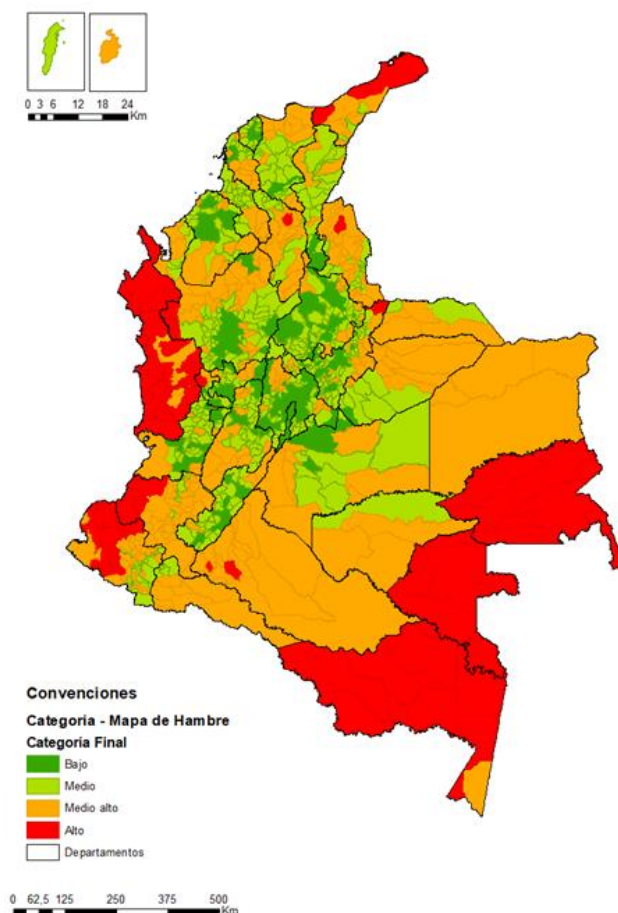 0 3 6 12 18 24
Km
Convenciones
Categoria - Mapa de Hambre
Categoría Final
Bajo
Medio
Medio alto
Alto
Departamentos
0 62,5 125 250 375 500
Km